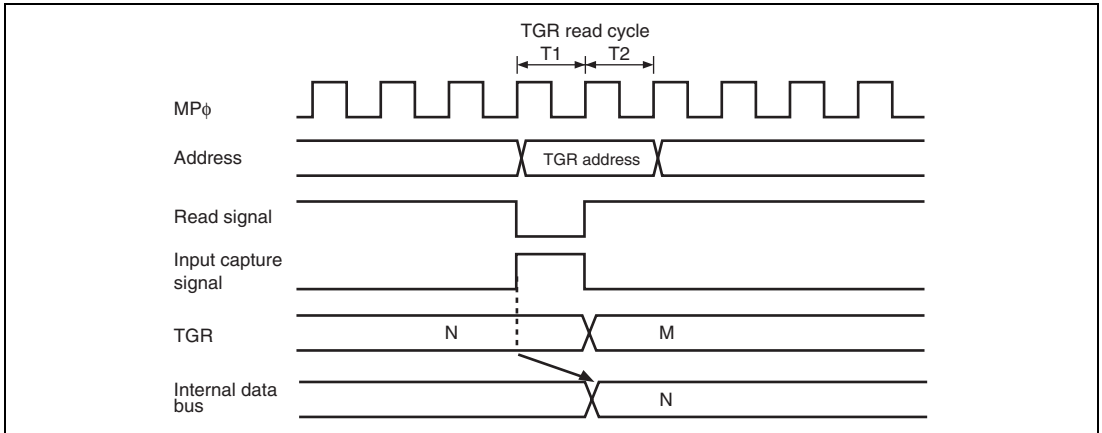 TGR read cycle
T1 T2
MPϕ
Address
TGR address
Read signal
Input capture
signal
TGR
N
M
Internal data
bus
N